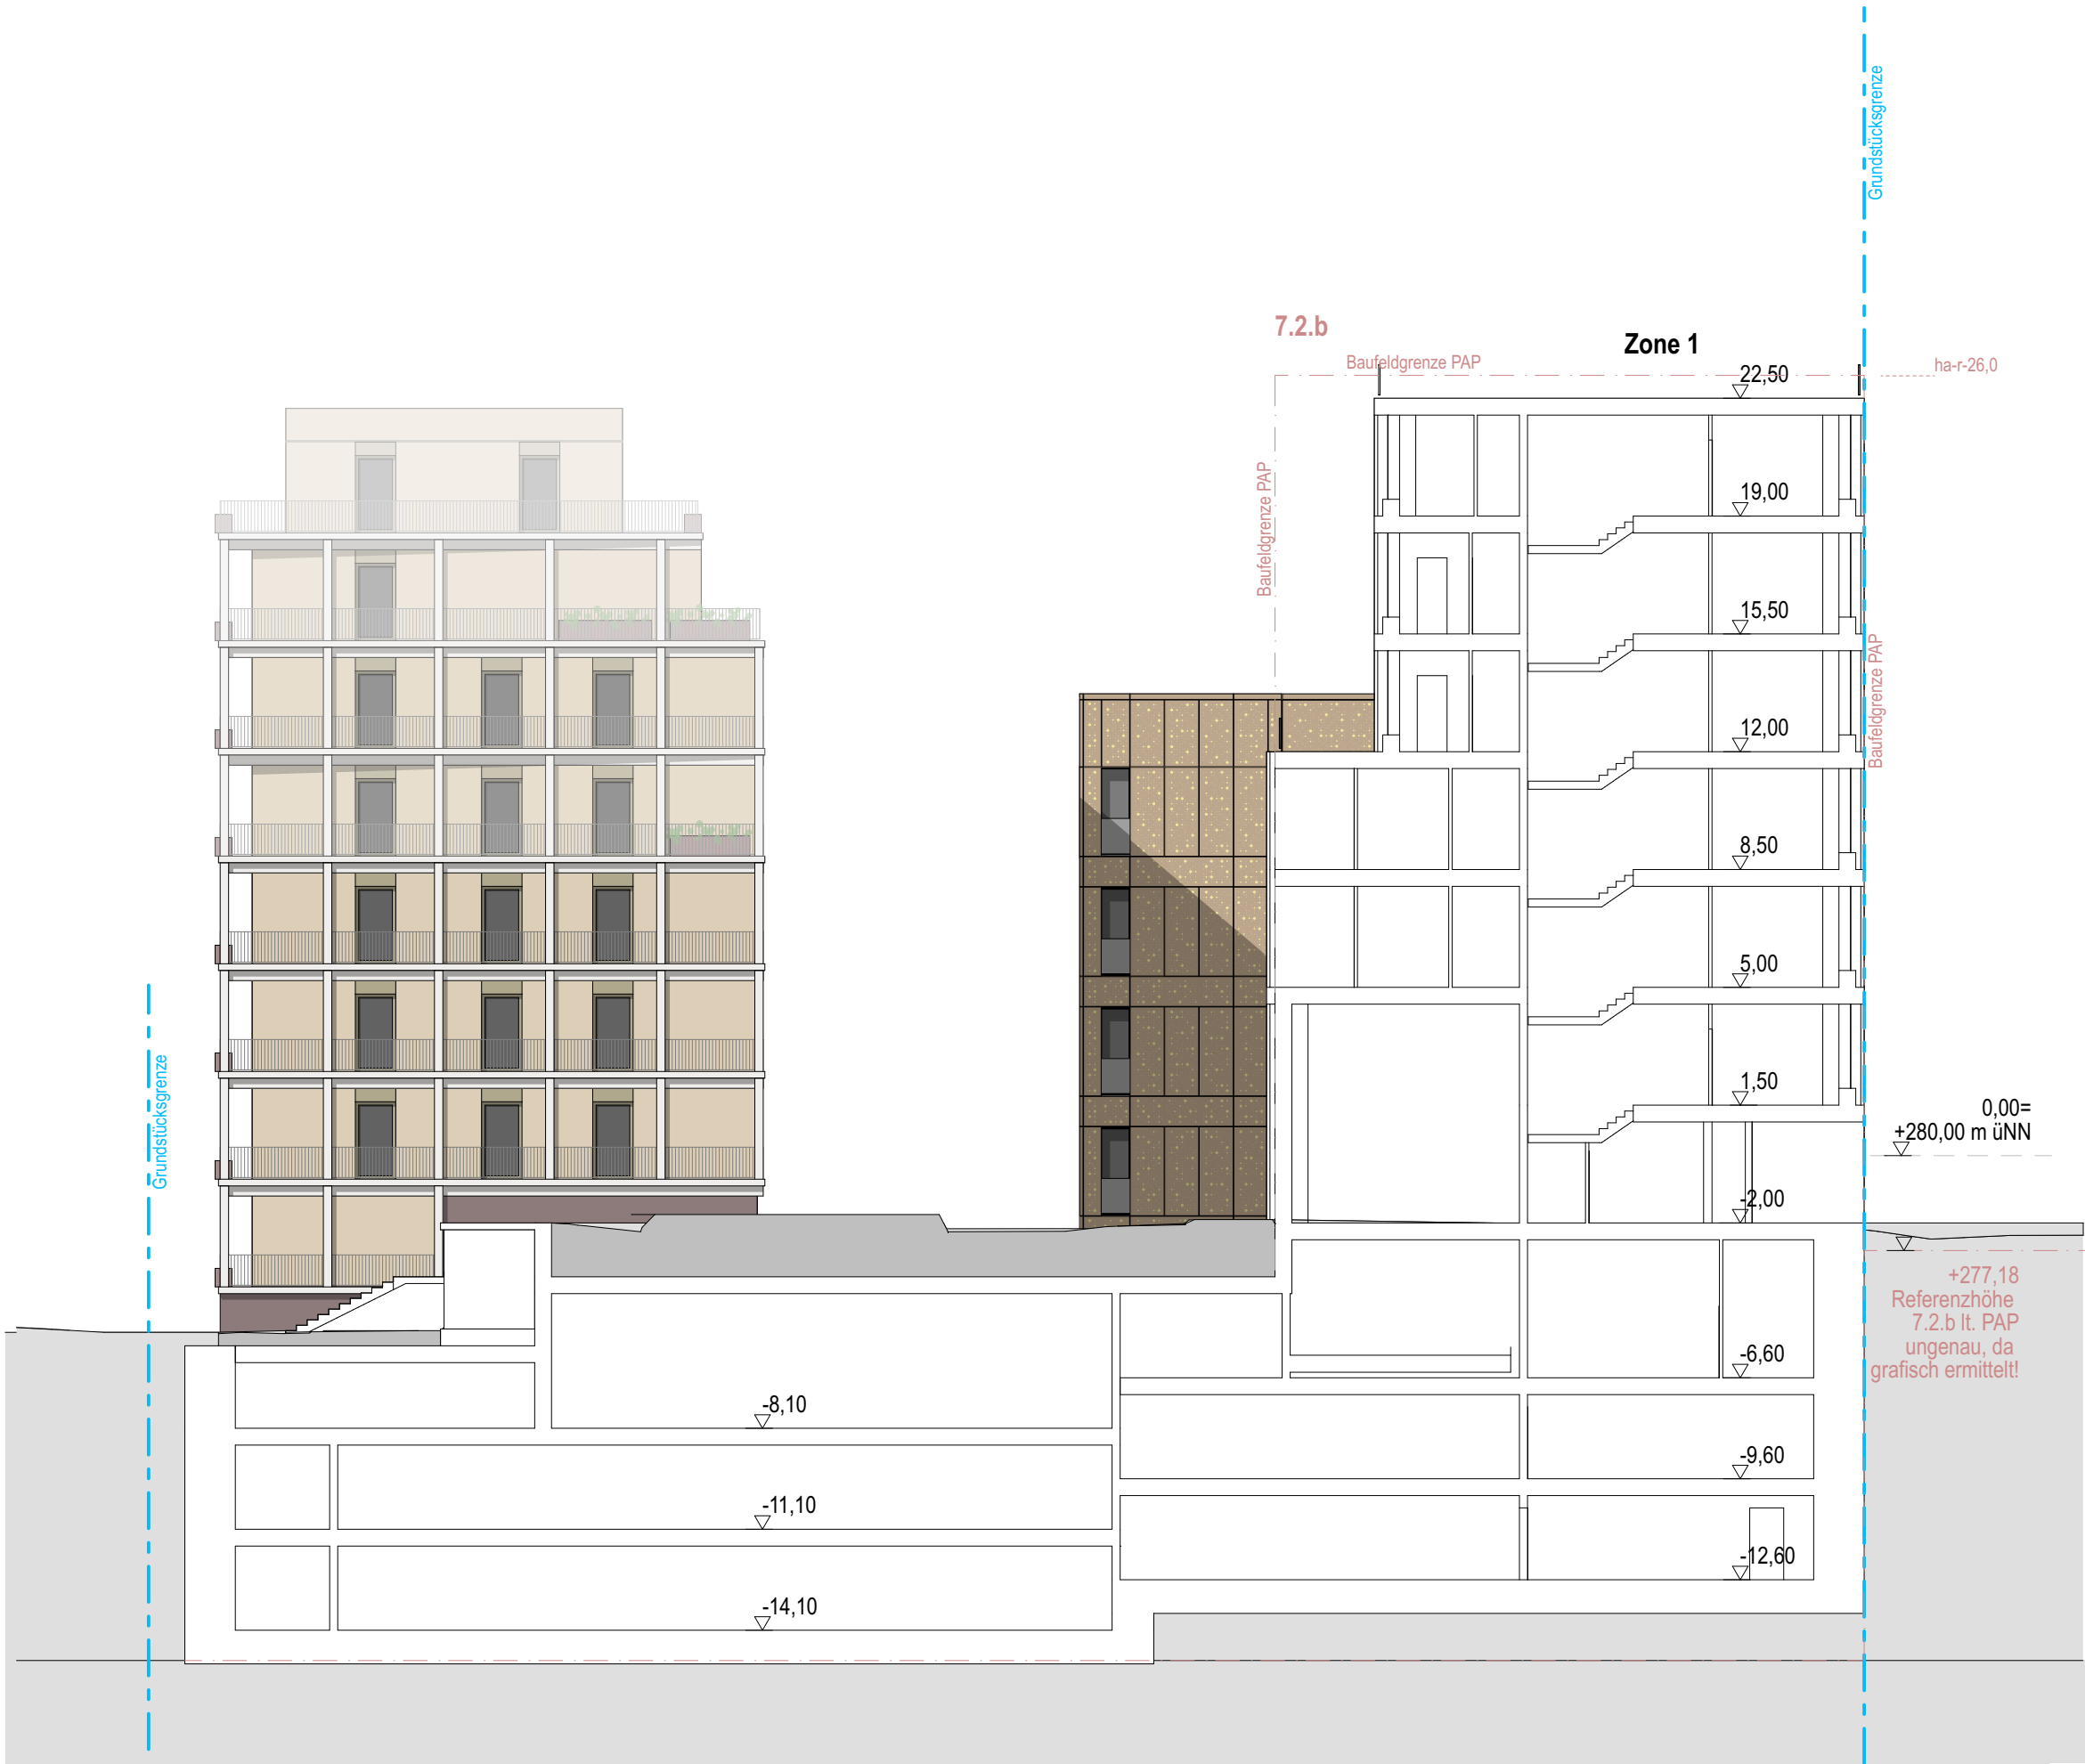 Grundstücksgrenze
7.2.b
Zone 1
Baufeldgrenze PAP
ha-r-26,0
22,50
Baufeldgrenze PAP
19,00
15,50
Baufeldgrenze PAP
12,00
8,50
5,00
1,50
Grundstücksgrenze
0,00=
+280,00 m üNN
-2,00
+277,18
Referenzhöhe
7.2.b lt. PAP
ungenau, da
grafisch ermittelt!
-6,60
-8,10
-9,60
-11,10
-12,60
-14,10